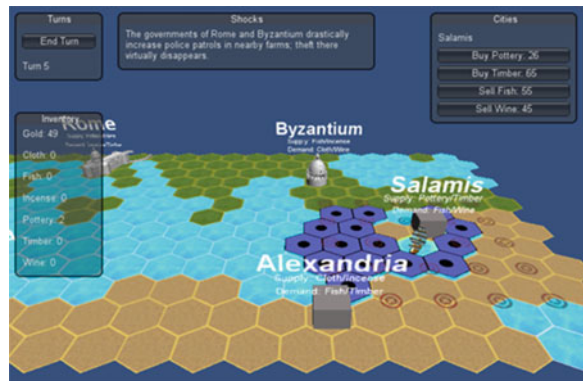 Turns
End Turn
Turn 5
Shocks
The governments of Rome and Byzantium drastically
increase police patrols in nearby farms; theft there
virtually disappears.
Cities
Salamis
Buy Pottery: 26
Buy Timber: 65
Sell Fish: 55
Sell Wine: 45
Inventory
Gold: 49
Cloth: 0
Fish: 0
Incense: 0
Pottery: 2
Timber: 0
Wine: 0
Rome
Byzantium
Supply: Fish/Incense
Demand: Cloth/Wine
Salamis
Supply: Pottery/Timber
Demand: Fish/Wine
Alexandria
Supply: Cloth/Incense
Demand: Fish/Timber